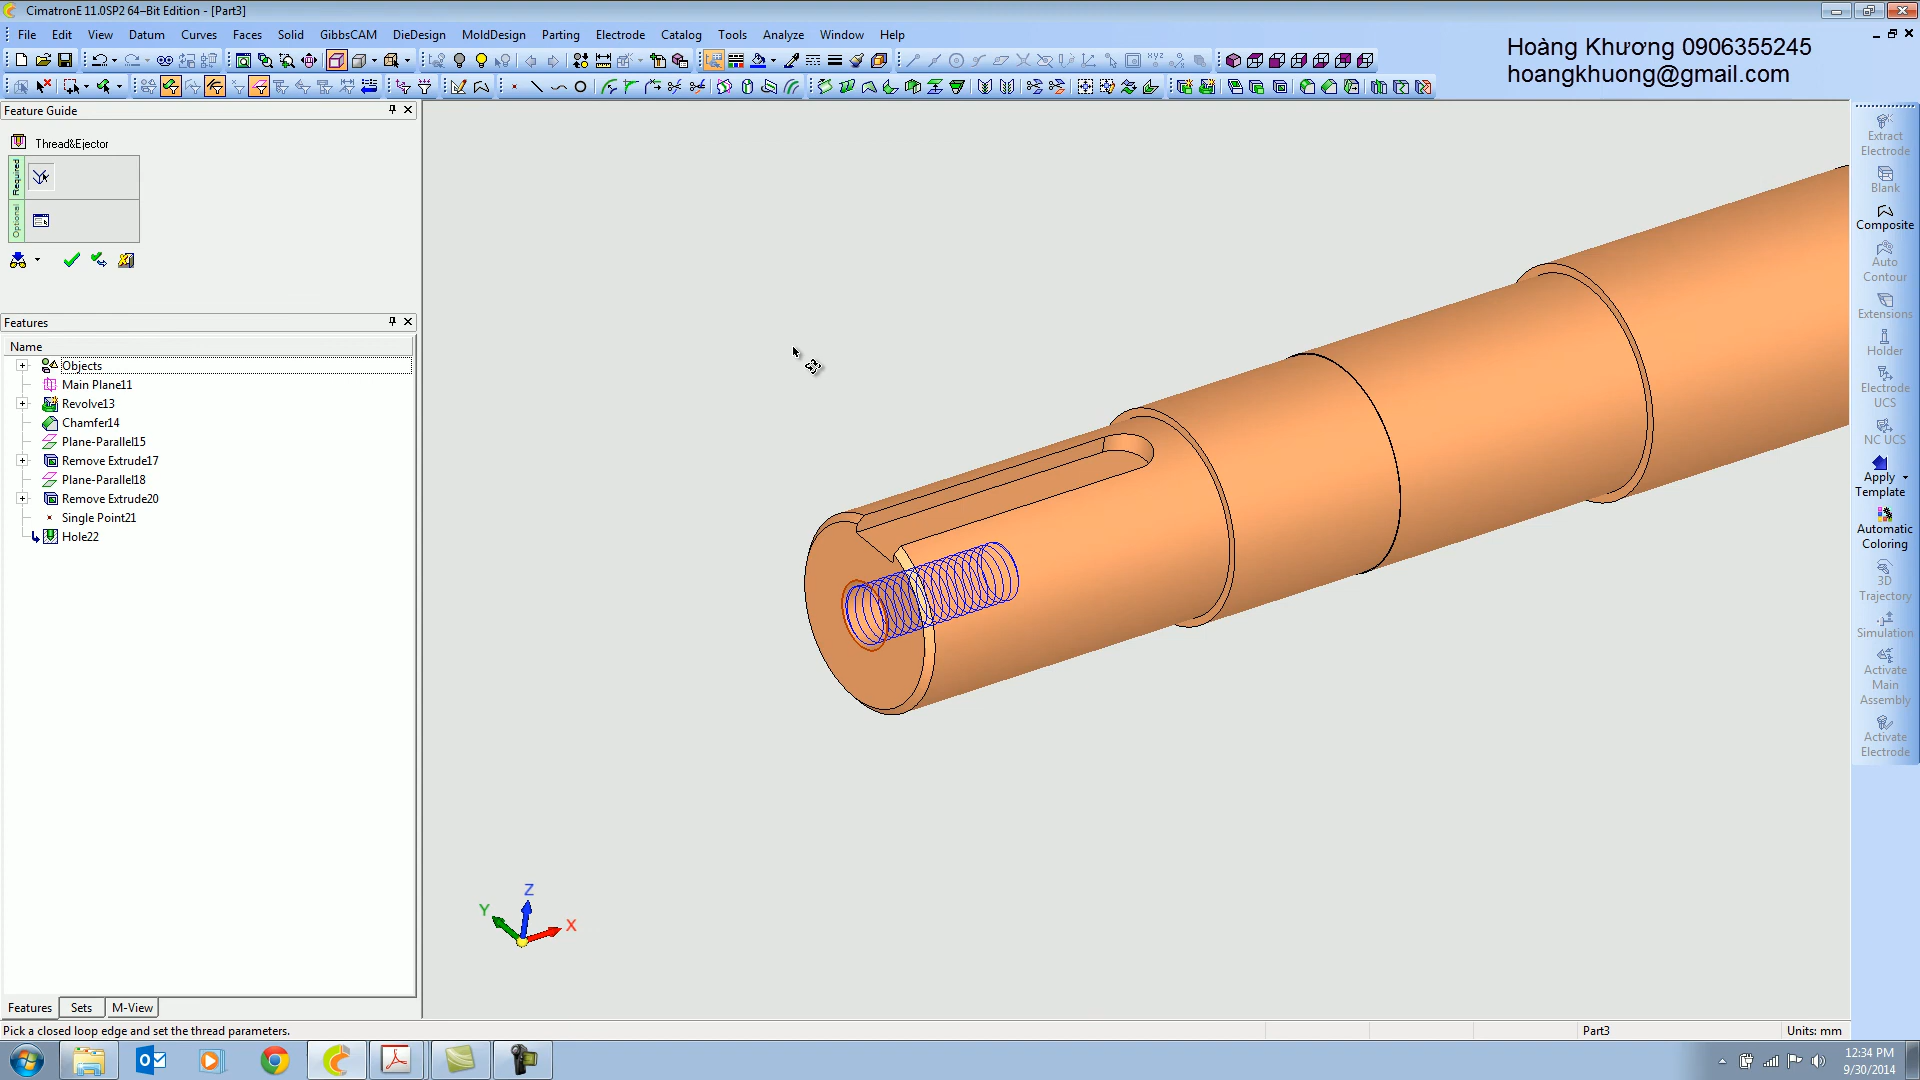 CimatronE 11.0SP2 64–Bit Edition - [Part3]
File Edit View Datum Curves Faces Solid GibbsCAM DieDesign MoldDesign Parting Electrode Catalog Tools Analyze Window Help
Hoàng Khương 0906355245
hoangkhuong@gmail.com
Feature Guide
Thread&Ejector
Required
Optional
Features
Name
Objects
Main Plane11
Revolve13
Chamfer14
Plane-Parallel15
Remove Extrude17
Plane-Parallel18
Remove Extrude20
Single Point21
Hole22
Z
Y
X
Extract
Electrode
Blank
Composite
Auto
Contour
Extensions
Holder
Electrode
UCS
NC UCS
Apply
Template
Automatic
Coloring
3D
Trajectory
Simulation
Activate
Main
Assembly
Activate
Electrode
Features Sets M-View
Pick a closed loop edge and set the thread parameters.
Part3
Units: mm
12:34 PM
9/30/2014